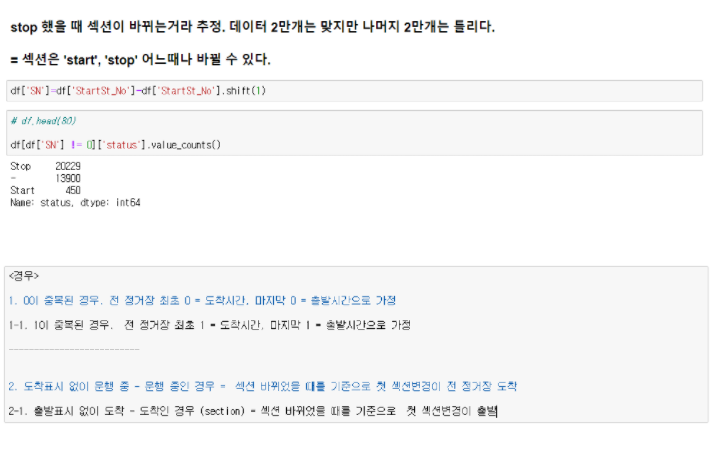 stop 했을 때 섹션이 바뀌는거라 추정. 데이터 2만개는 맞지만 나머지 2만개는 틀리다.
= 섹션은 'start', 'stop' 어느때나 바뀔 수 있다.
df['SN']=df['StartSt_No']-df['StartSt_No'].shift(1)
# df.head(80)
df[df['SN'] != 0]['status'].value_counts()
Stop 20229
- 13900
Start 450
Name: status, dtype: int64
<경우>
1. 0이 중복된 경우. 전 정거장 최초 0 = 도착시간, 마지막 0 = 출발시간으로 가정
1-1. 1이 중복된 경우. 전 정거장 최초 1 = 도착시간, 마지막 1 = 출발시간으로 가정
--------------------------
2. 도착표시 없이 운행 중 - 운행 중인 경우 = 섹션 바뀌었을 때를 기준으로 첫 섹션변경이 전 정거장 도착
2-1. 출발표시 없이 도착 - 도착인 경우 (section) = 섹션 바뀌었을 때를 기준으로 첫 섹션변경이 출발